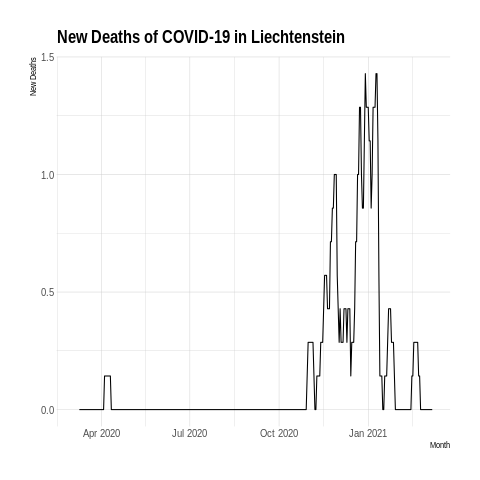 New Deaths of COVID-19 in Liechtenstein
New Deaths
1.5
1.0
0.5
0.0
Apr 2020 Jul 2020 Oct 2020 Jan 2021
Month